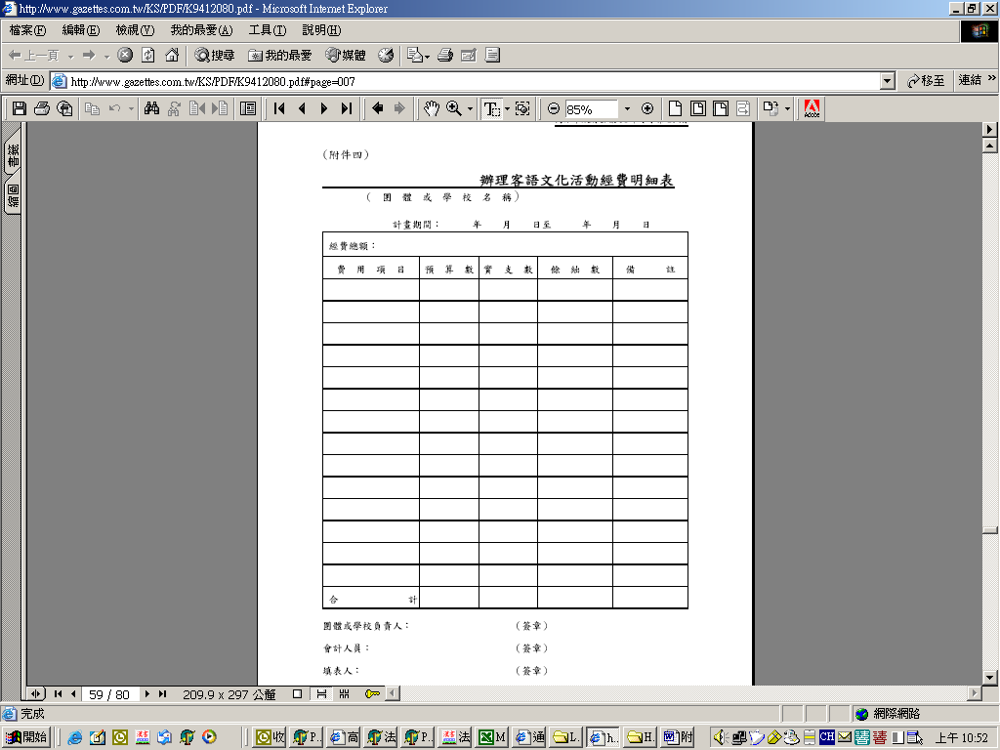 http://www.gazettes.com.tw/KS/PDF/K9412080.pdf - Microsoft Internet Explorer
檔案(F) 編輯(E) 檢視(V) 我的最愛(A) 工具(T) 說明(H)
上一頁 搜尋 我的最愛 媒體
網址(D) http://www.gazettes.com.tw/KS/PDF/K9412080.pdf#page=007 移至 連結 »
85% Adobe
書籤
縮圖
(附件四)
辦理客語文化活動經費明細表
( 團 體 或 學 校 名 稱 )
計畫期間： 年 月 日至 年 月 日
經費總額：
費 用 項 目 預 算 數 實 支 數 餘 絀 數 備 註
合 計
團體或學校負責人： (簽章)
會計人員： (簽章)
填表人： (簽章)
59 / 80 209.9 x 297 公釐
完成 網際網路
開始 收 P.. 高 法 P.. 法 M 通 L. h.. H. 附 CH 上午 10:52